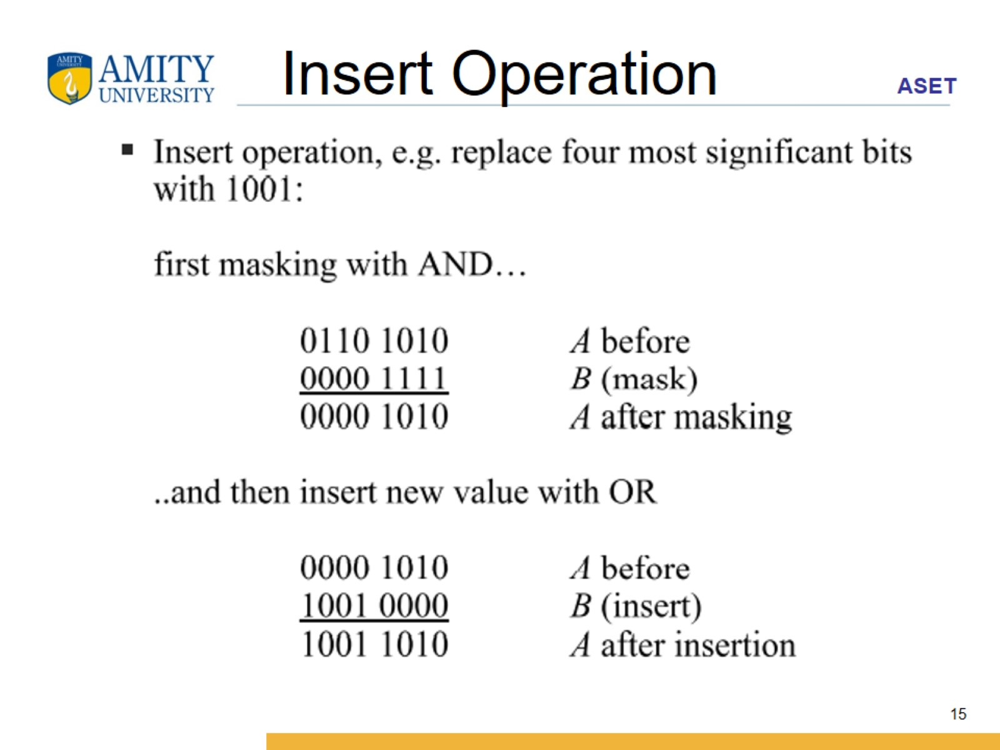 AMITY
UNIVERSITY
AMITY
UNIVERSITY
Insert Operation
ASET
▪ Insert operation, e.g. replace four most significant bits
with 1001:
first masking with AND…
0110 1010 A before
0000 1111 B (mask)
0000 1010 A after masking
..and then insert new value with OR
0000 1010 A before
1001 0000 B (insert)
1001 1010 A after insertion
15